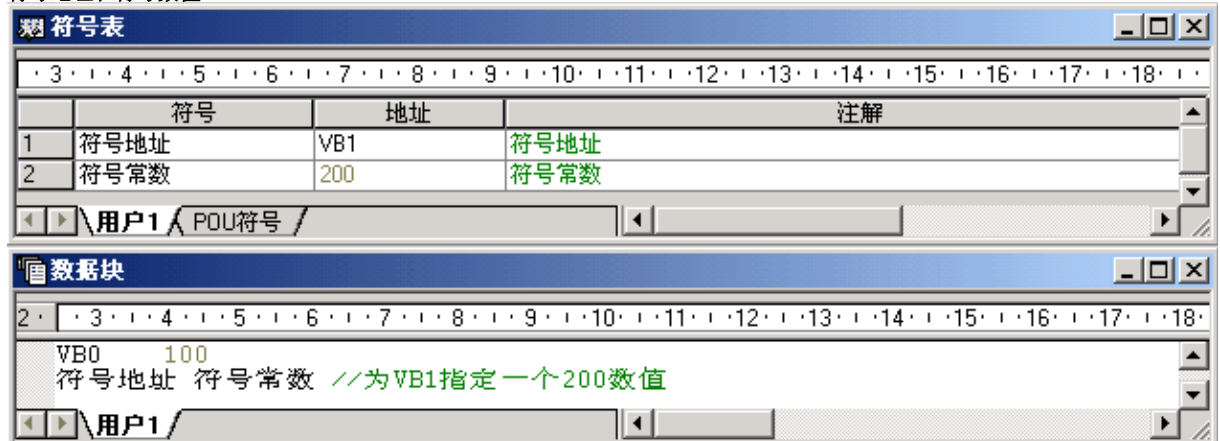 符号表
· 3 · ı · 4 · ı · 5 · ı · 6 · ı · 7 · ı · 8 · ı · 9 · ı · 10 · ı · 11 · ı · 12 · ı · 13 · ı · 14 · ı · 15 · ı · 16 · ı · 17 · ı · 18 · ı ·
符号 地址 注解
1 符号地址 VB1 符号地址
2 符号常数 200 符号常数
用户1 POU符号
数据块
2 · · 3 · ı · 4 · ı · 5 · ı · 6 · ı · 7 · ı · 8 · ı · 9 · ı · 10 · ı · 11 · ı · 12 · ı · 13 · ı · 14 · ı · 15 · ı · 16 · ı · 17 · ı · 18 ·
VB0 100
符号地址 符号常数 //为VB1指定一个200数值
用户1